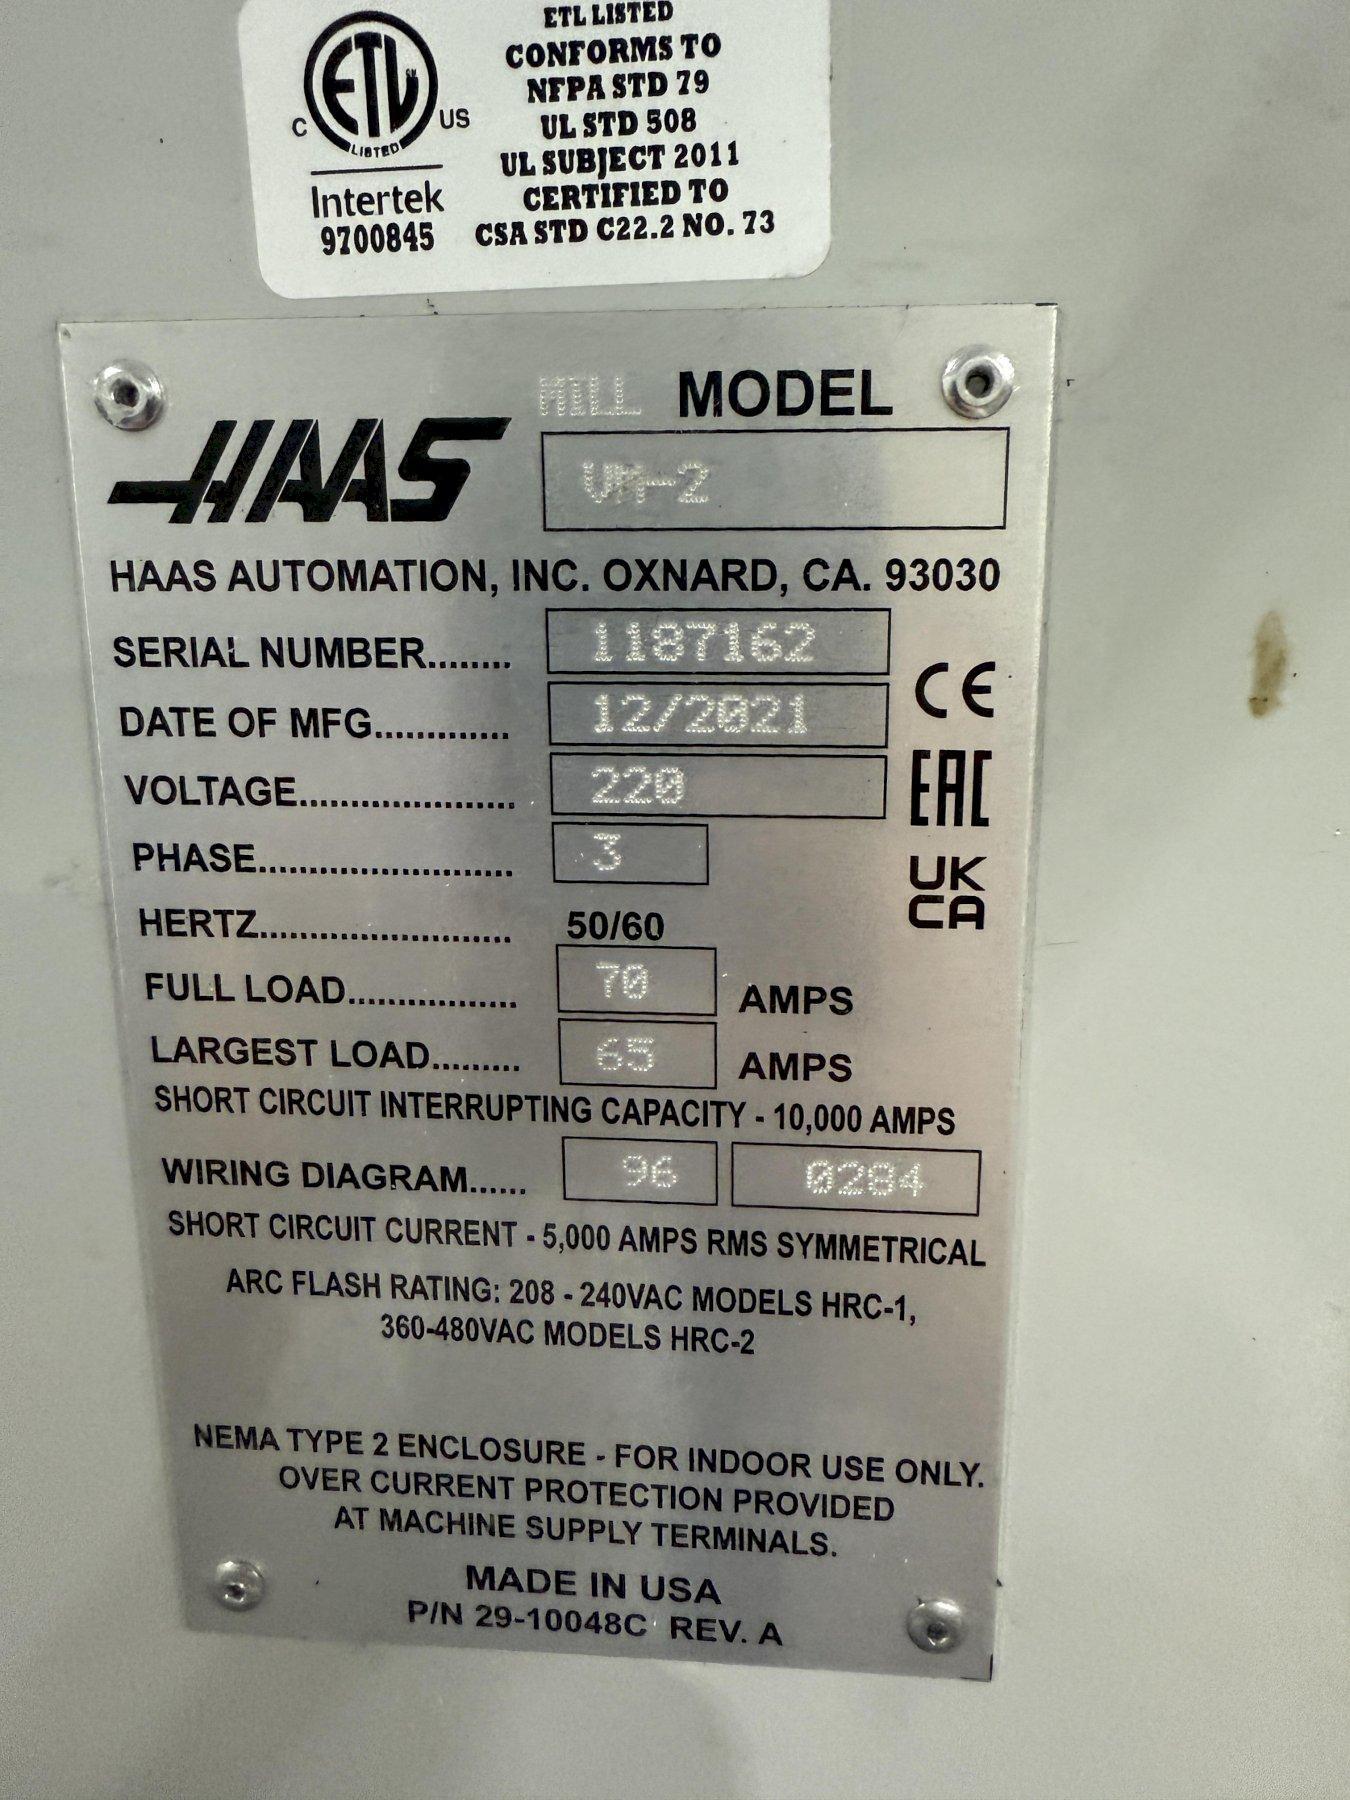 ETL LISTED
CONFORMS TO
NFPA STD 79
UL STD 508
UL SUBJECT 2011
CERTIFIED TO
CSA STD C22.2 NO. 73
C ETL SM US
LISTED
Intertek
9700845
MILL MODEL
HAAS
VM-2
HAAS AUTOMATION, INC. OXNARD, CA. 93030
SERIAL NUMBER........ 1187162
DATE OF MFG............. 12/2021
VOLTAGE..................... 220
PHASE......................... 3
HERTZ......................... 50/60
FULL LOAD................. 70 AMPS
LARGEST LOAD......... 65 AMPS
CE
EAC
UK
CA
SHORT CIRCUIT INTERRUPTING CAPACITY - 10,000 AMPS
WIRING DIAGRAM...... 96 0284
SHORT CIRCUIT CURRENT - 5,000 AMPS RMS SYMMETRICAL
ARC FLASH RATING: 208 - 240VAC MODELS HRC-1,
360-480VAC MODELS HRC-2
NEMA TYPE 2 ENCLOSURE - FOR INDOOR USE ONLY.
OVER CURRENT PROTECTION PROVIDED
AT MACHINE SUPPLY TERMINALS.
MADE IN USA
P/N 29-10048C REV. A